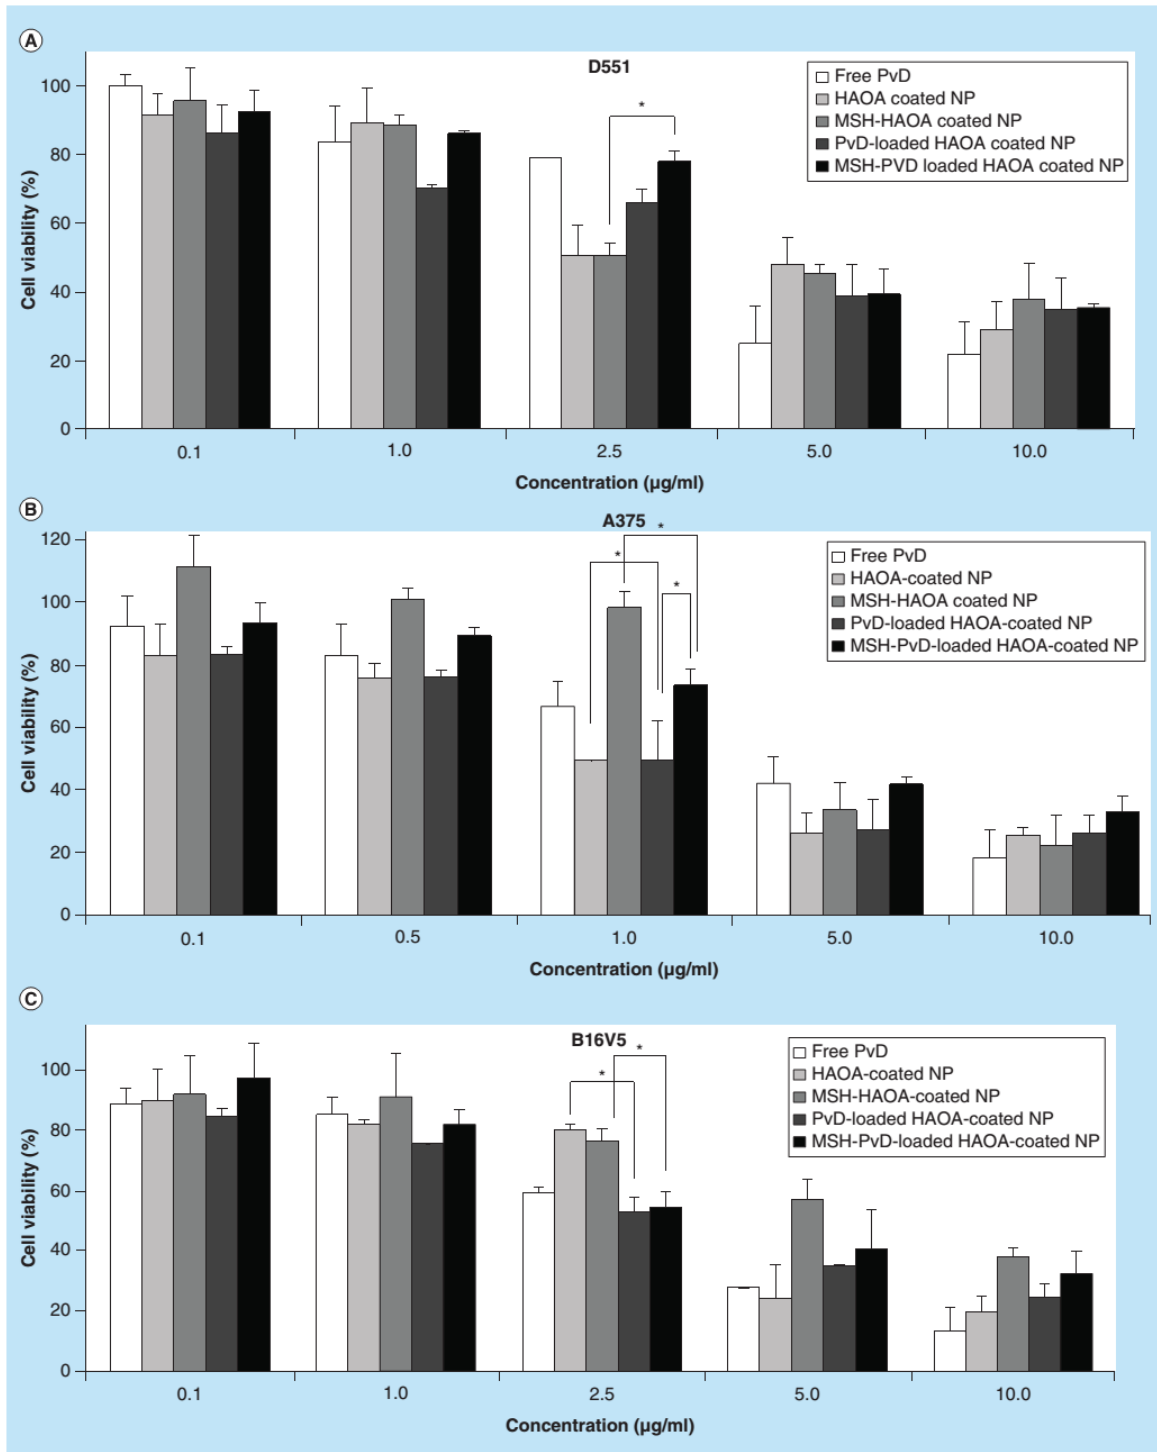 A
D551
Free PvD
HAOA coated NP
MSH-HAOA coated NP
PvD-loaded HAOA coated NP
MSH-PVD loaded HAOA coated NP
*
Cell viability (%)
100
80
60
40
20
0
0.1 1.0 2.5 5.0 10.0
Concentration (µg/ml)
B
A375
Free PvD
HAOA-coated NP
MSH-HAOA coated NP
PvD-loaded HAOA-coated NP
MSH-PvD-loaded HAOA-coated NP
*
*
*
Cell viability (%)
120
100
80
60
40
20
0
0.1 0.5 1.0 5.0 10.0
Concentration (µg/ml)
C
B16V5
Free PvD
HAOA-coated NP
MSH-HAOA-coated NP
PvD-loaded HAOA-coated NP
MSH-PvD-loaded HAOA-coated NP
*
*
Cell viability (%)
100
80
60
40
20
0
0.1 1.0 2.5 5.0 10.0
Concentration (µg/ml)